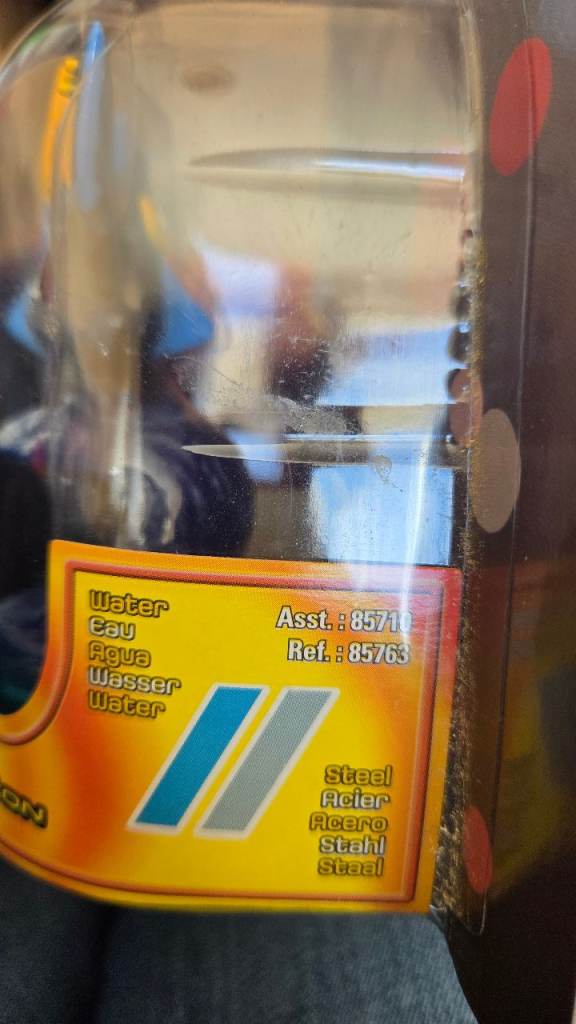 Water
Eau
Agua
Wasser
Water
Asst. : 85710
Ref. : 85763
Steel
Acier
Acero
Stahl
Staal